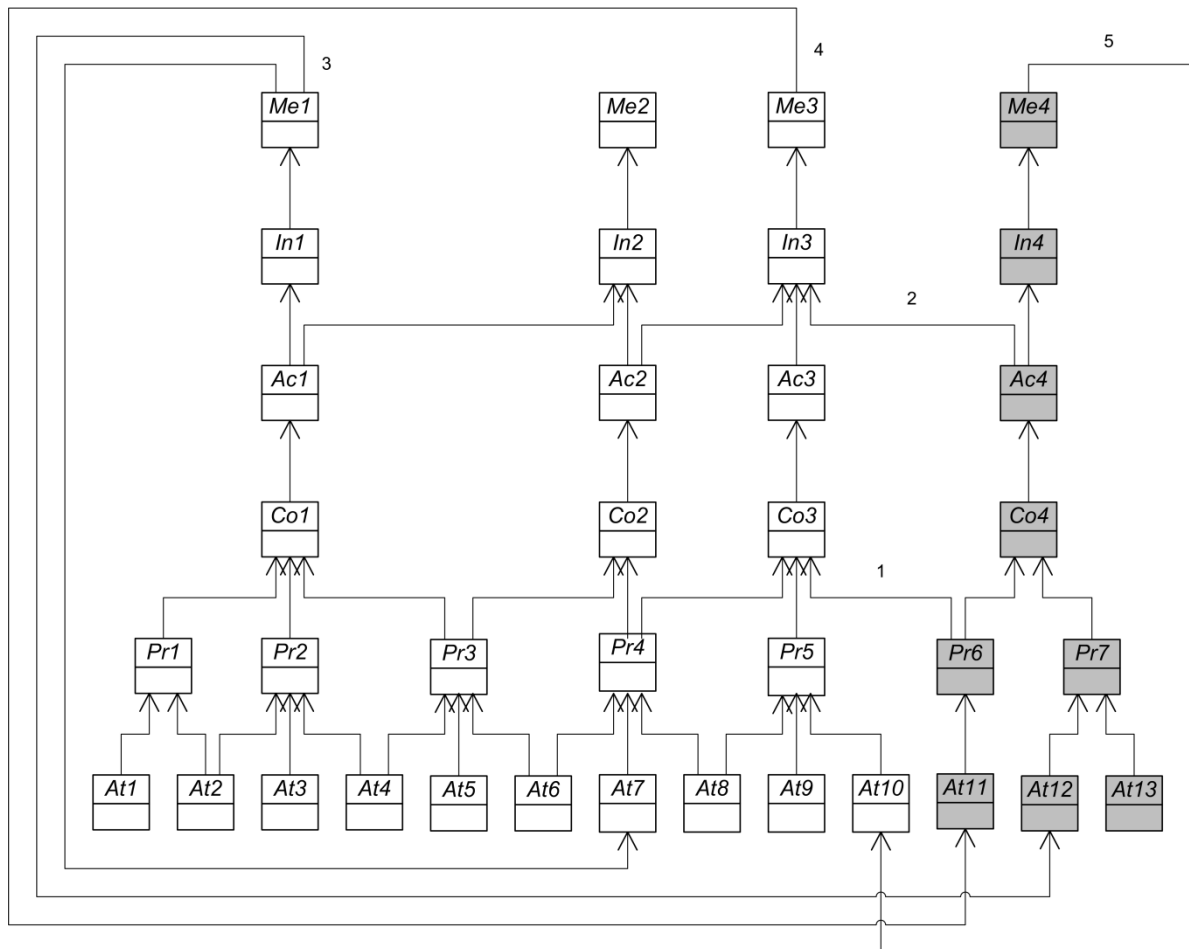 3
4
5
Me1
Me2
Me3
Me4
In1
In2
In3
In4
2
Ac1
Ac2
Ac3
Ac4
Co1
Co2
Co3
Co4
1
Pr1
Pr2
Pr3
Pr4
Pr5
Pr6
Pr7
At1
At2
At3
At4
At5
At6
At7
At8
At9
At10
At11
At12
At13